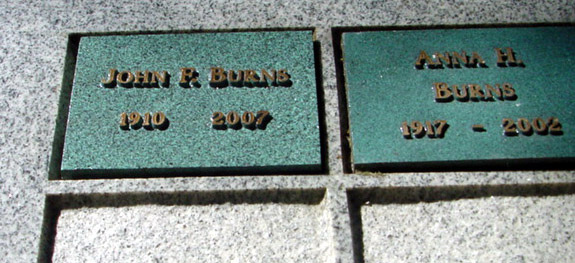 John F. Burns
1910 2007
Anna H.
Burns
1917 - 2002